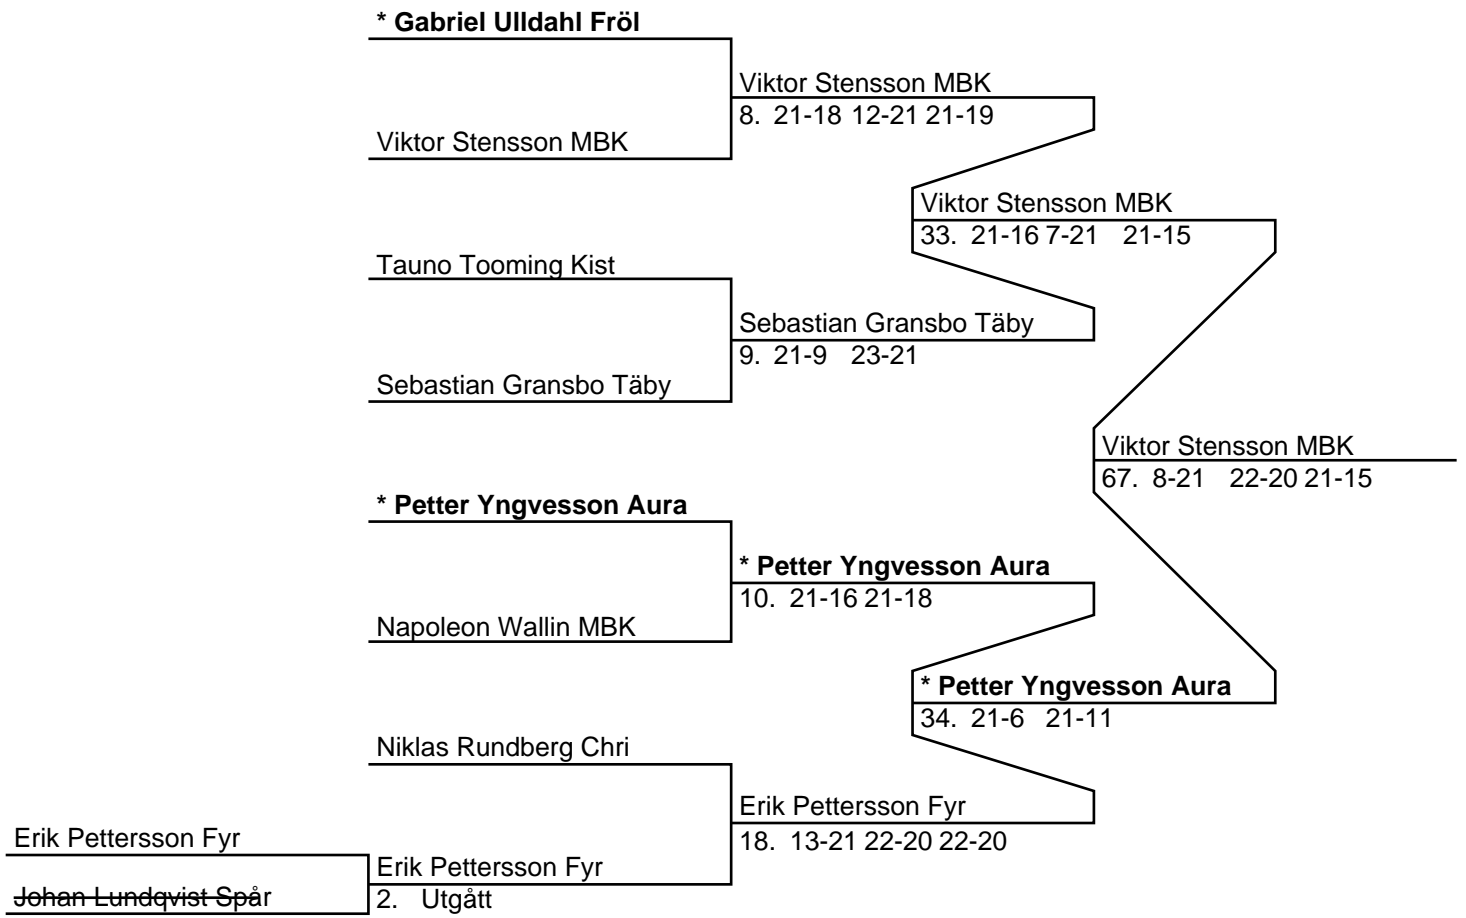 * Gabriel Ulldahl Fröl
Viktor Stensson MBK
8. 21-18 12-21 21-19
Viktor Stensson MBK
Viktor Stensson MBK
33. 21-16 7-21 21-15
Tauno Tooming Kist
Sebastian Gransbo Täby
9. 21-9 23-21
Sebastian Gransbo Täby
Viktor Stensson MBK
67. 8-21 22-20 21-15
* Petter Yngvesson Aura
* Petter Yngvesson Aura
10. 21-16 21-18
Napoleon Wallin MBK
* Petter Yngvesson Aura
34. 21-6 21-11
Niklas Rundberg Chri
Erik Pettersson Fyr
18. 13-21 22-20 22-20
Erik Pettersson Fyr
Erik Pettersson Fyr
Johan Lundqvist Spår
2. Utgått